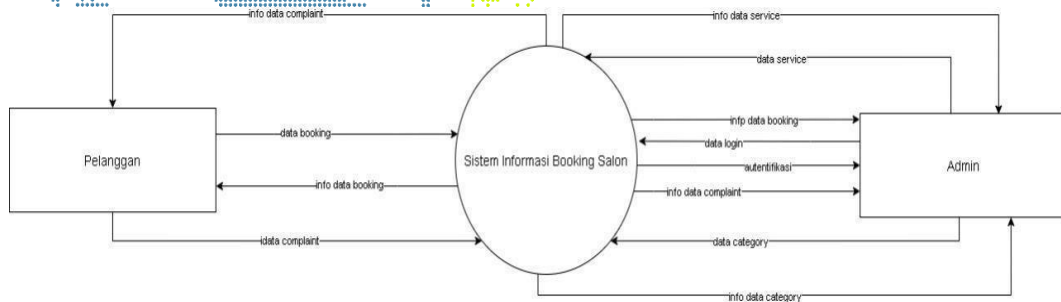 info data complaint
info data service
data service
infp data booking
data booking
data login
Pelanggan
Sistem Informasi Booking Salon
autentifikasi
Admin
info data booking
info data complaint
idata complaint
data category
info data category